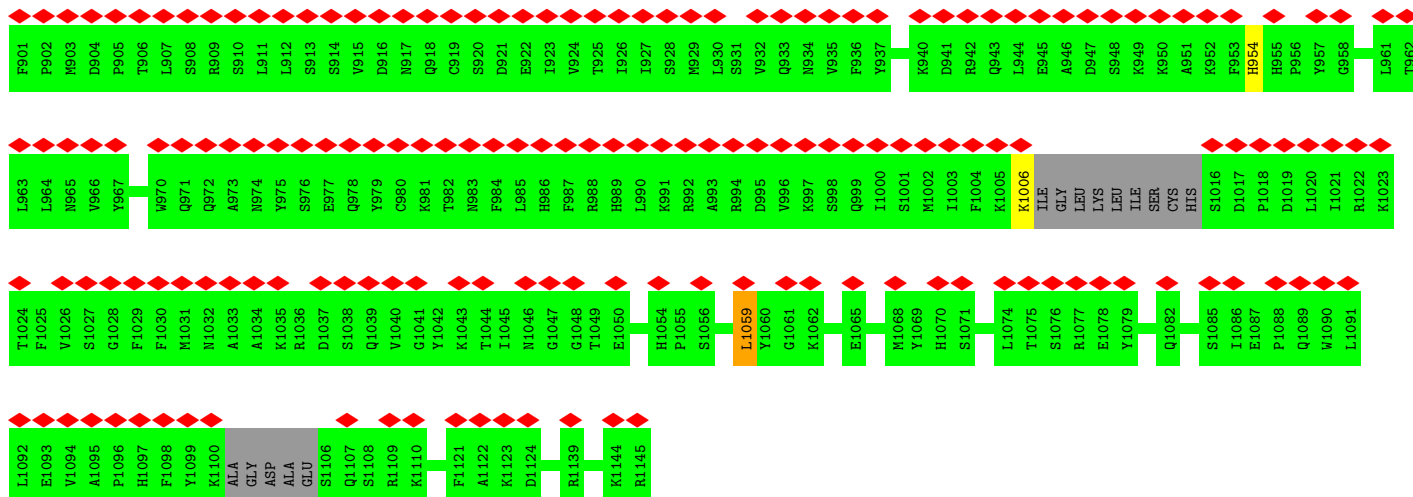 F901 P902 M903 D904 P905 T906 L907 S908 R909 S910 L911 L912 S913 S914 V915 D916 N917 Q918 C919 S920 D921 E922 I923 V924 T925 I926 I927 S928 M929 L930 S931 V932 Q933 N934 V935 F936 Y937 K940 D941 R942 Q943 L944 E945 A946 D947 S948 K949 K950 A951 K952 F953 H954 H955 P956 Y957 G958 L961 T962
L963 L964 N965 V966 Y967 W970 Q971 Q972 A973 N974 Y975 S976 E977 Q978 Y979 C980 K981 T982 N983 F984 L985 H986 F987 R988 H989 L990 K991 R992 A993 R994 D995 V996 K997 S998 Q999 I1000 S1001 M1002 I1003 F1004 K1005 K1006 ILE GLY LEU LYS LEU ILE SER CYS HIS S1016 D1017 P1018 D1019 L1020 I1021 R1022 K1023
T1024 F1025 V1026 S1027 G1028 F1029 F1030 M1031 N1032 A1033 A1034 K1035 R1036 D1037 S1038 Q1039 V1040 G1041 Y1042 K1043 T1044 I1045 N1046 G1047 G1048 T1049 E1050 H1054 P1055 S1056 L1059 Y1060 G1061 K1062 E1065 M1068 Y1069 H1070 S1071 L1074 T1075 S1076 R1077 E1078 Y1079 Q1082 S1085 I1086 E1087 P1088 Q1089 W1090 L1091
L1092 E1093 V1094 A1095 P1096 H1097 F1098 Y1099 K1100 ALA GLY ASP ALA GLU S1106 Q1107 S1108 R1109 K1110 F1121 A1122 K1123 D1124 R1139 K1144 R1145